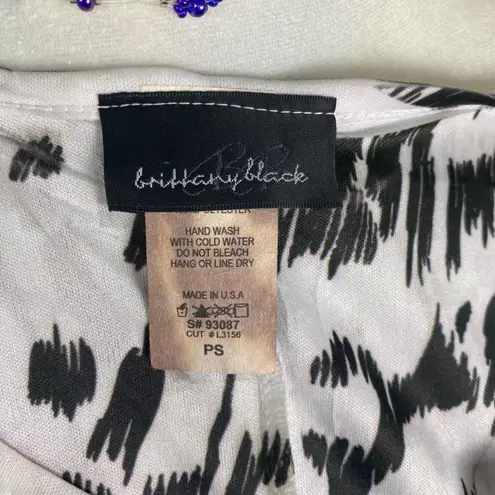 brittany black
HAND WASH
WITH COLD WATER
DO NOT BLEACH
HANG OR LINE DRY
MADE IN U.S.A
S# 93087
CUT # L3156
PS